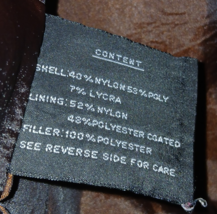 CONTENT
SHELL:40%NYLON53%POLY
7% LYCRA
LINING:52%NYLON
48%POLYESTER COATED
FILLER:100%POLYESTER
SEE REVERSE SIDE FOR CARE